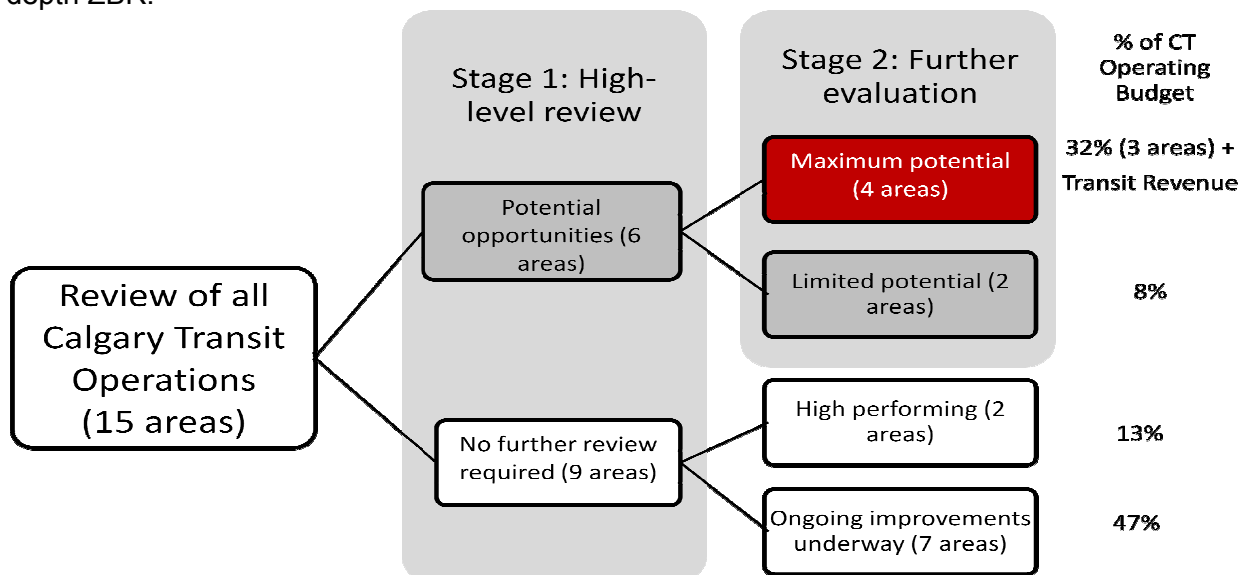 depth ZBR.
Stage 1: High-
level review
Stage 2: Further
evaluation
% of CT
Operating
Budget
Maximum potential
(4 areas)
32% (3 areas) +
Transit Revenue
Potential
opportunities (6
areas)
Limited potential (2
areas)
8%
Review of all
Calgary Transit
Operations
(15 areas)
High performing (2
areas)
13%
No further review
required (9 areas)
Ongoing improvements
underway (7 areas)
47%